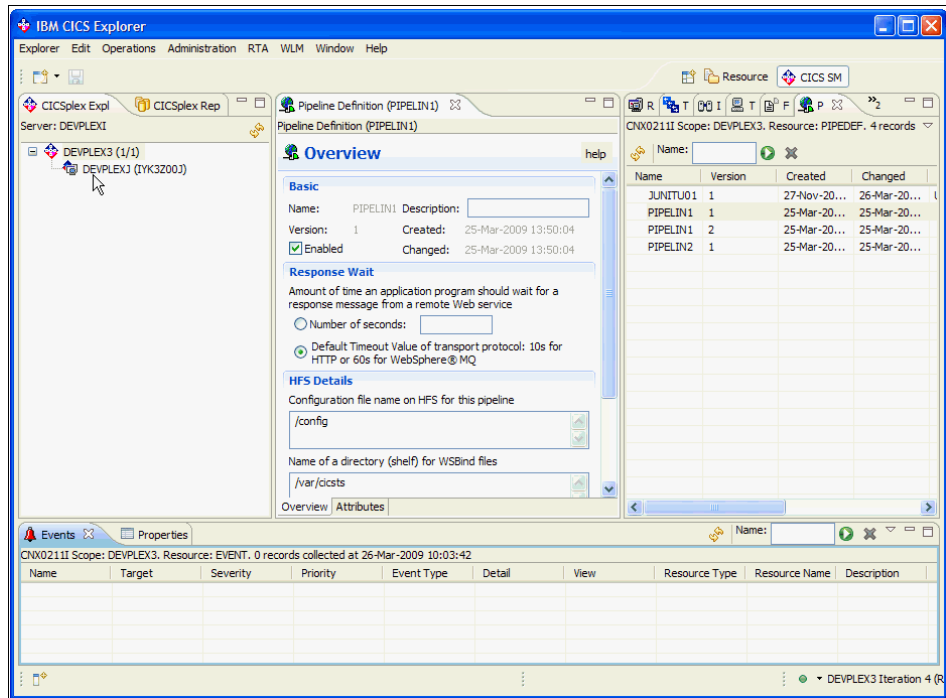 IBM CICS Explorer
Explorer Edit Operations Administration RTA WLM Window Help
Resource CICS SM
CICSplex Expl CICSplex Rep
Server: DEVPLEXI
DEVPLEX3 (1/1)
DEVPLEXJ (IYK3Z00J)
Pipeline Definition (PIPELIN1)
Pipeline Definition (PIPELIN1)
Overview help
Basic
Name: PIPELIN1 Description:
Version: 1 Created: 25-Mar-2009 13:50:04
Enabled Changed: 25-Mar-2009 13:50:04
Response Wait
Amount of time an application program should wait for a
response message from a remote Web service
Number of seconds:
Default Timeout Value of transport protocol: 10s for
HTTP or 60s for WebSphere® MQ
HFS Details
Configuration file name on HFS for this pipeline
/config
Name of a directory (shelf) for WSBind files
/var/cicsts
Overview Attributes
R T I T F P »2
CNX0211I Scope: DEVPLEX3. Resource: PIPEDEF. 4 records
Name:
Name Version Created Changed
JUNITU01 1 27-Nov-20... 26-Mar-20...
PIPELIN1 1 25-Mar-20... 25-Mar-20...
PIPELIN1 2 25-Mar-20... 25-Mar-20...
PIPELIN2 1 25-Mar-20... 25-Mar-20...
Events Properties Name:
CNX0211I Scope: DEVPLEX3. Resource: EVENT. 0 records collected at 26-Mar-2009 10:03:42
Name Target Severity Priority Event Type Detail View Resource Type Resource Name Description
DEVPLEX3 Iteration 4 (R